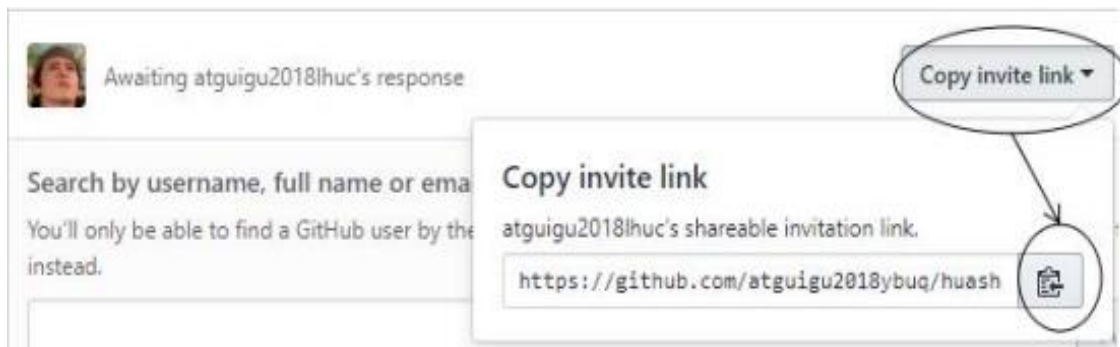 Awaiting atguigu2018lhuc's response
Copy invite link
Search by username, full name or ema
You'll only be able to find a GitHub user by the
instead.
Copy invite link
atguigu2018lhuc's shareable invitation link.
https://github.com/atguigu2018ybuq/huash